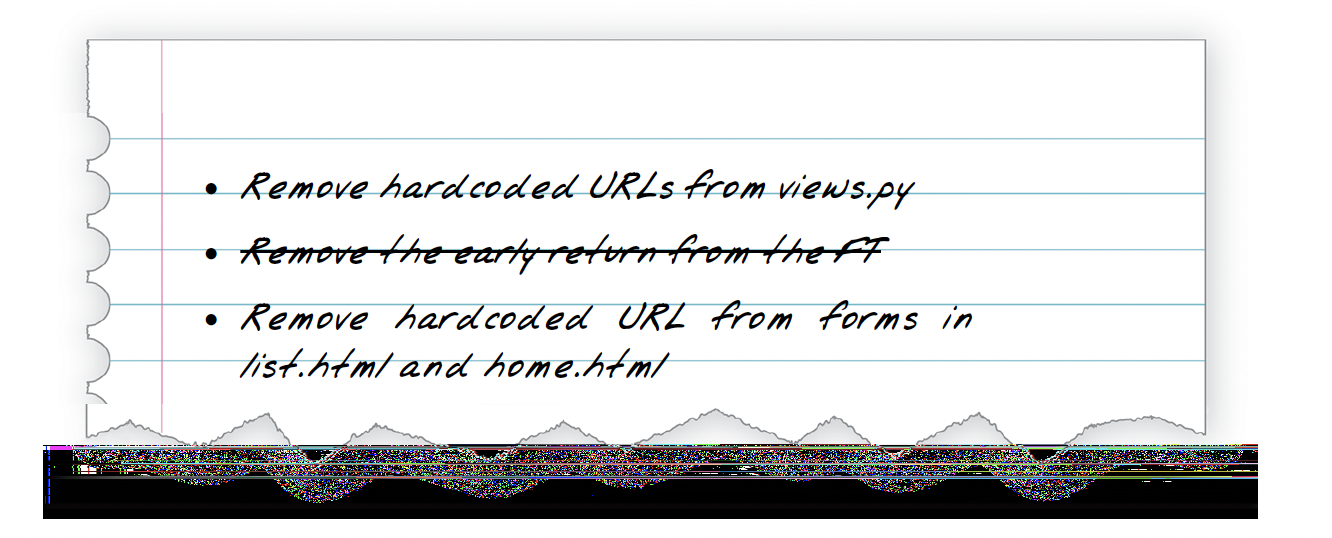 • Remove hardcoded URLs from views.py
• Remove the early return from the FT
• Remove hardcoded URL from forms in
list.html and home.html